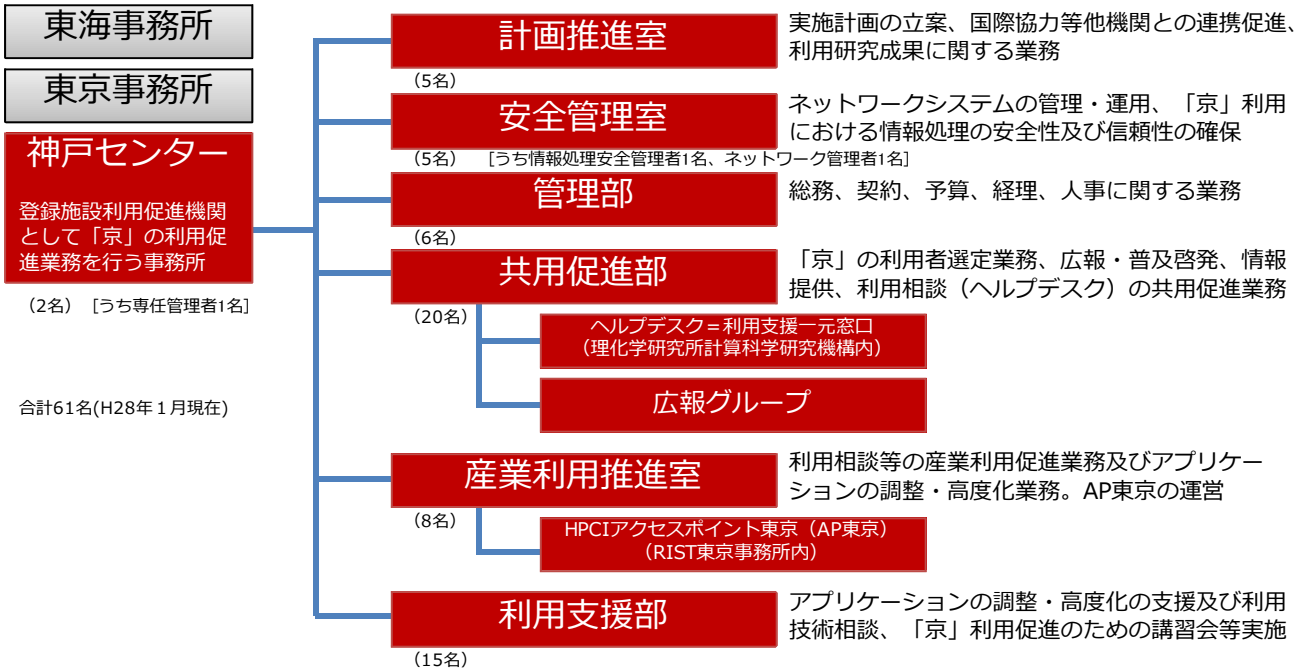 東海事務所
東京事務所
神戸センター
登録施設利用促進機関
として「京」の利用促
進業務を行う事務所
（2名） [うち専任管理者1名]
合計61名(H28年１月現在)
計画推進室
（5名）
実施計画の立案、国際協力等他機関との連携促進、
利用研究成果に関する業務
安全管理室
（5名） [うち情報処理安全管理者1名、ネットワーク管理者1名]
ネットワークシステムの管理・運用、「京」利用
における情報処理の安全性及び信頼性の確保
管理部
（6名）
総務、契約、予算、経理、人事に関する業務
共用促進部
（20名）
「京」の利用者選定業務、広報・普及啓発、情報
提供、利用相談（ヘルプデスク）の共用促進業務
ヘルプデスク＝利用支援一元窓口
（理化学研究所計算科学研究機構内）
広報グループ
産業利用推進室
（8名）
利用相談等の産業利用促進業務及びアプリケー
ションの調整・高度化業務。AP東京の運営
HPCIアクセスポイント東京（AP東京）
（RIST東京事務所内）
利用支援部
（15名）
アプリケーションの調整・高度化の支援及び利用
技術相談、「京」利用促進のための講習会等実施